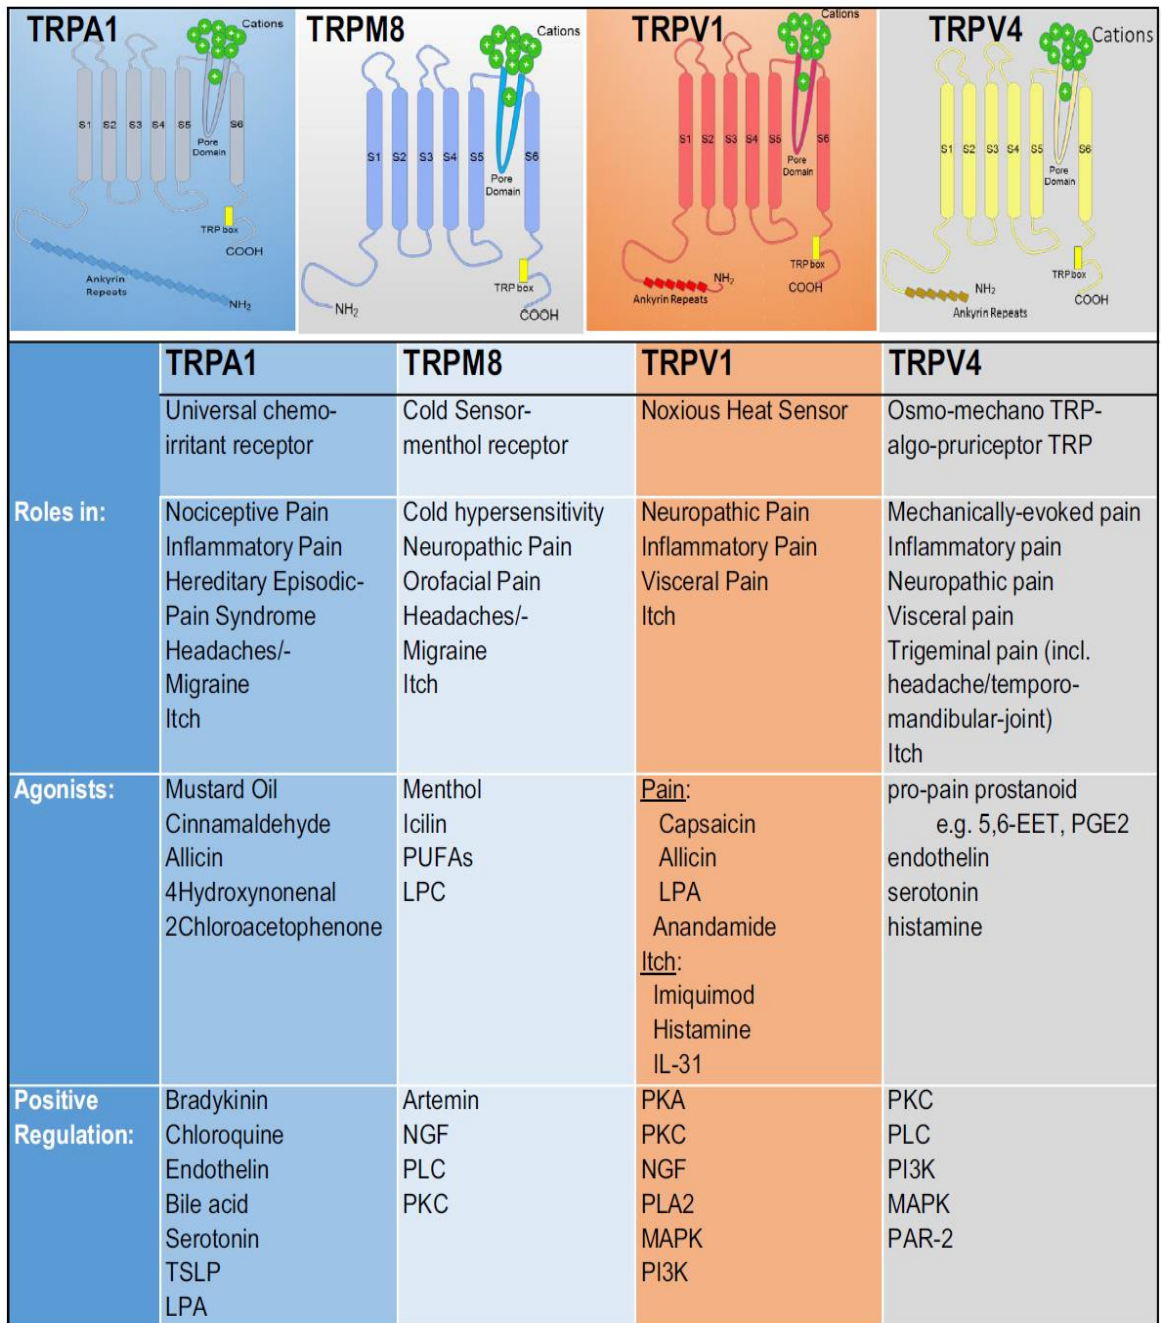 TRPA1
Cations
S1 S2 S3 S4 S5 S6
Pore
Domain
TRP box
COOH
Ankyrin
Repeats
NH2
TRPM8
Cations
S1 S2 S3 S4 S5 S6
Pore
Domain
TRP box
NH2
COOH
TRPV1
Cations
S1 S2 S3 S4 S5 S6
Pore
Domain
TRP box
NH2
COOH
Ankyrin Repeats
TRPV4
Cations
S1 S2 S3 S4 S5 S6
Pore
Domain
TRP box
NH2
COOH
Ankyrin Repeats
TRPA1 TRPM8 TRPV1 TRPV4
Universal chemo-
irritant receptor
Cold Sensor-
menthol receptor
Noxious Heat Sensor
Osmo-mechano TRP-
algo-pruriceptor TRP
Roles in:
Nociceptive Pain
Inflammatory Pain
Hereditary Episodic-
Pain Syndrome
Headaches/-
Migraine
Itch
Cold hypersensitivity
Neuropathic Pain
Orofacial Pain
Headaches/-
Migraine
Itch
Neuropathic Pain
Inflammatory Pain
Visceral Pain
Itch
Mechanically-evoked pain
Inflammatory pain
Neuropathic pain
Visceral pain
Trigeminal pain (incl.
headache/temporo-
mandibular-joint)
Itch
Agonists:
Mustard Oil
Cinnamaldehyde
Allicin
4Hydroxynonenal
2Chloroacetophenone
Menthol
Icilin
PUFAs
LPC
Pain:
Capsaicin
Allicin
LPA
Anandamide
Itch:
Imiquimod
Histamine
IL-31
pro-pain prostanoid
e.g. 5,6-EET, PGE2
endothelin
serotonin
histamine
Positive
Regulation:
Bradykinin
Chloroquine
Endothelin
Bile acid
Serotonin
TSLP
LPA
Artemin
NGF
PLC
PKC
PKA
PKC
NGF
PLA2
MAPK
PI3K
PKC
PLC
PI3K
MAPK
PAR-2